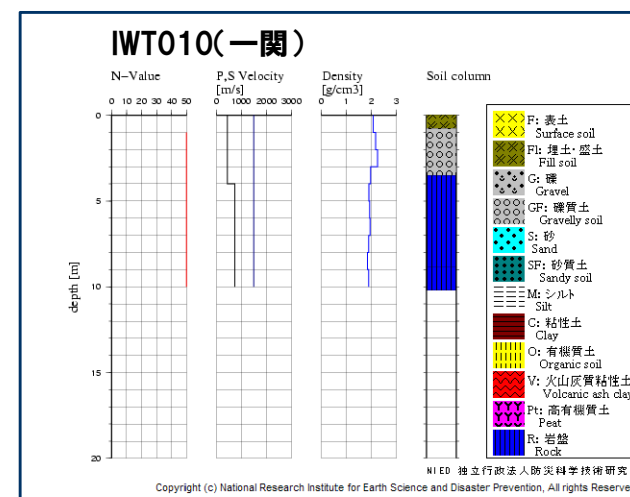 IWT010(一関)
N-Value
P,S Velocity
[m/s]
Density
[g/cm3]
Soil column
0 10 20 30 40 50
0 1000 2000 3000
0 1 2 3
0
5
10
15
20
depth [m]
F: 表土
Surface soil
Fl: 埋土・盛土
Fill soil
G: 礫
Gravel
GF: 礫質土
Gravelly soil
S: 砂
Sand
SF: 砂質土
Sandy soil
M: シルト
Silt
C: 粘性土
Clay
O: 有機質土
Organic soil
V: 火山灰質粘性土
Volcanic ash clay
Pt: 高有機質土
Peat
R: 岩盤
Rock
NIED 独立行政法人防災科学技術研究
Copyright (c) National Research Institute for Earth Science and Disaster Prevention, All rights Reserve